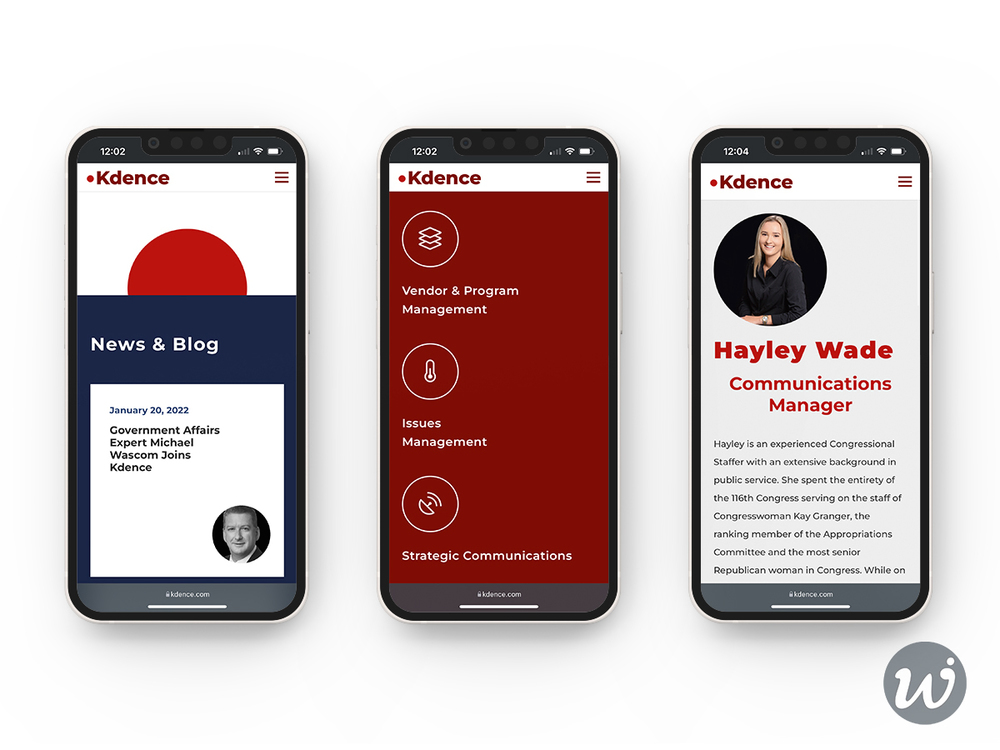 12:02
Kdence
News & Blog
January 20, 2022
Government Affairs
Expert Michael
Wascom Joins
Kdence
kdence.com
12:02
Kdence
Vendor & Program
Management
Issues
Management
Strategic Communications
kdence.com
12:04
Kdence
Hayley Wade
Communications
Manager
Hayley is an experienced Congressional
Staffer with an extensive background in
public service. She spent the entirety of
the 116th Congress serving on the staff of
Congresswoman Kay Granger, the
ranking member of the Appropriations
Committee and the most senior
Republican woman in Congress. While on
kdence.com
w